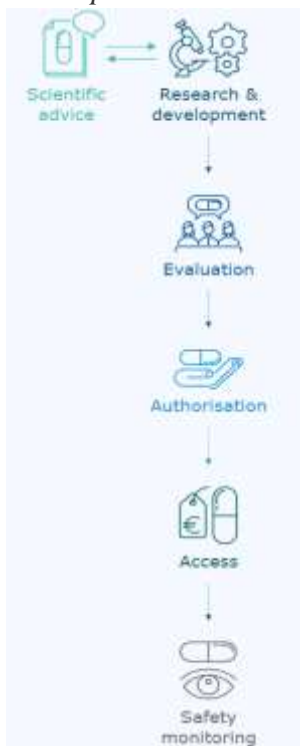 Scientific
advice
Research &
development
Evaluation
Authorisation
€
Access
Safety
monitoring